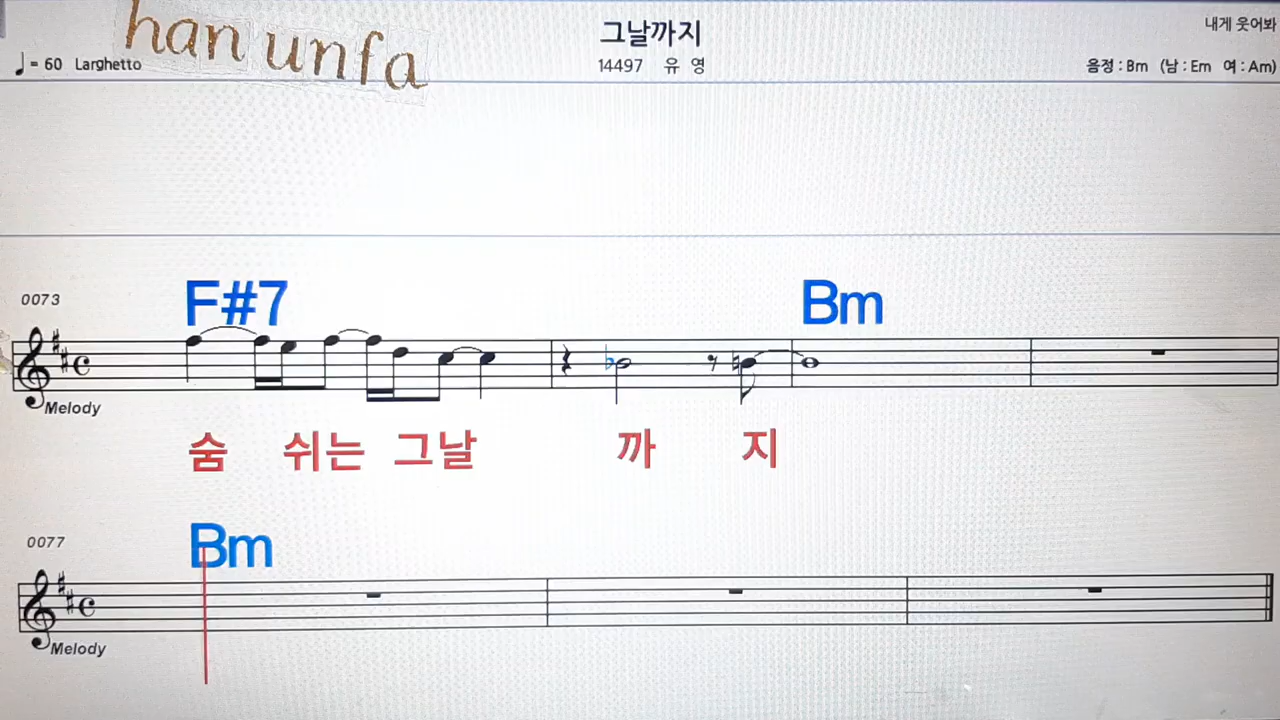 han unfa
그날까지
내게 웃어봐
♩= 60 Larghetto
14497 유 영
음정 : Bm (남 : Em 여 : Am)
0073
F#7 Bm
Melody
숨 쉬는 그날 까 지
0077
Bm
Melody